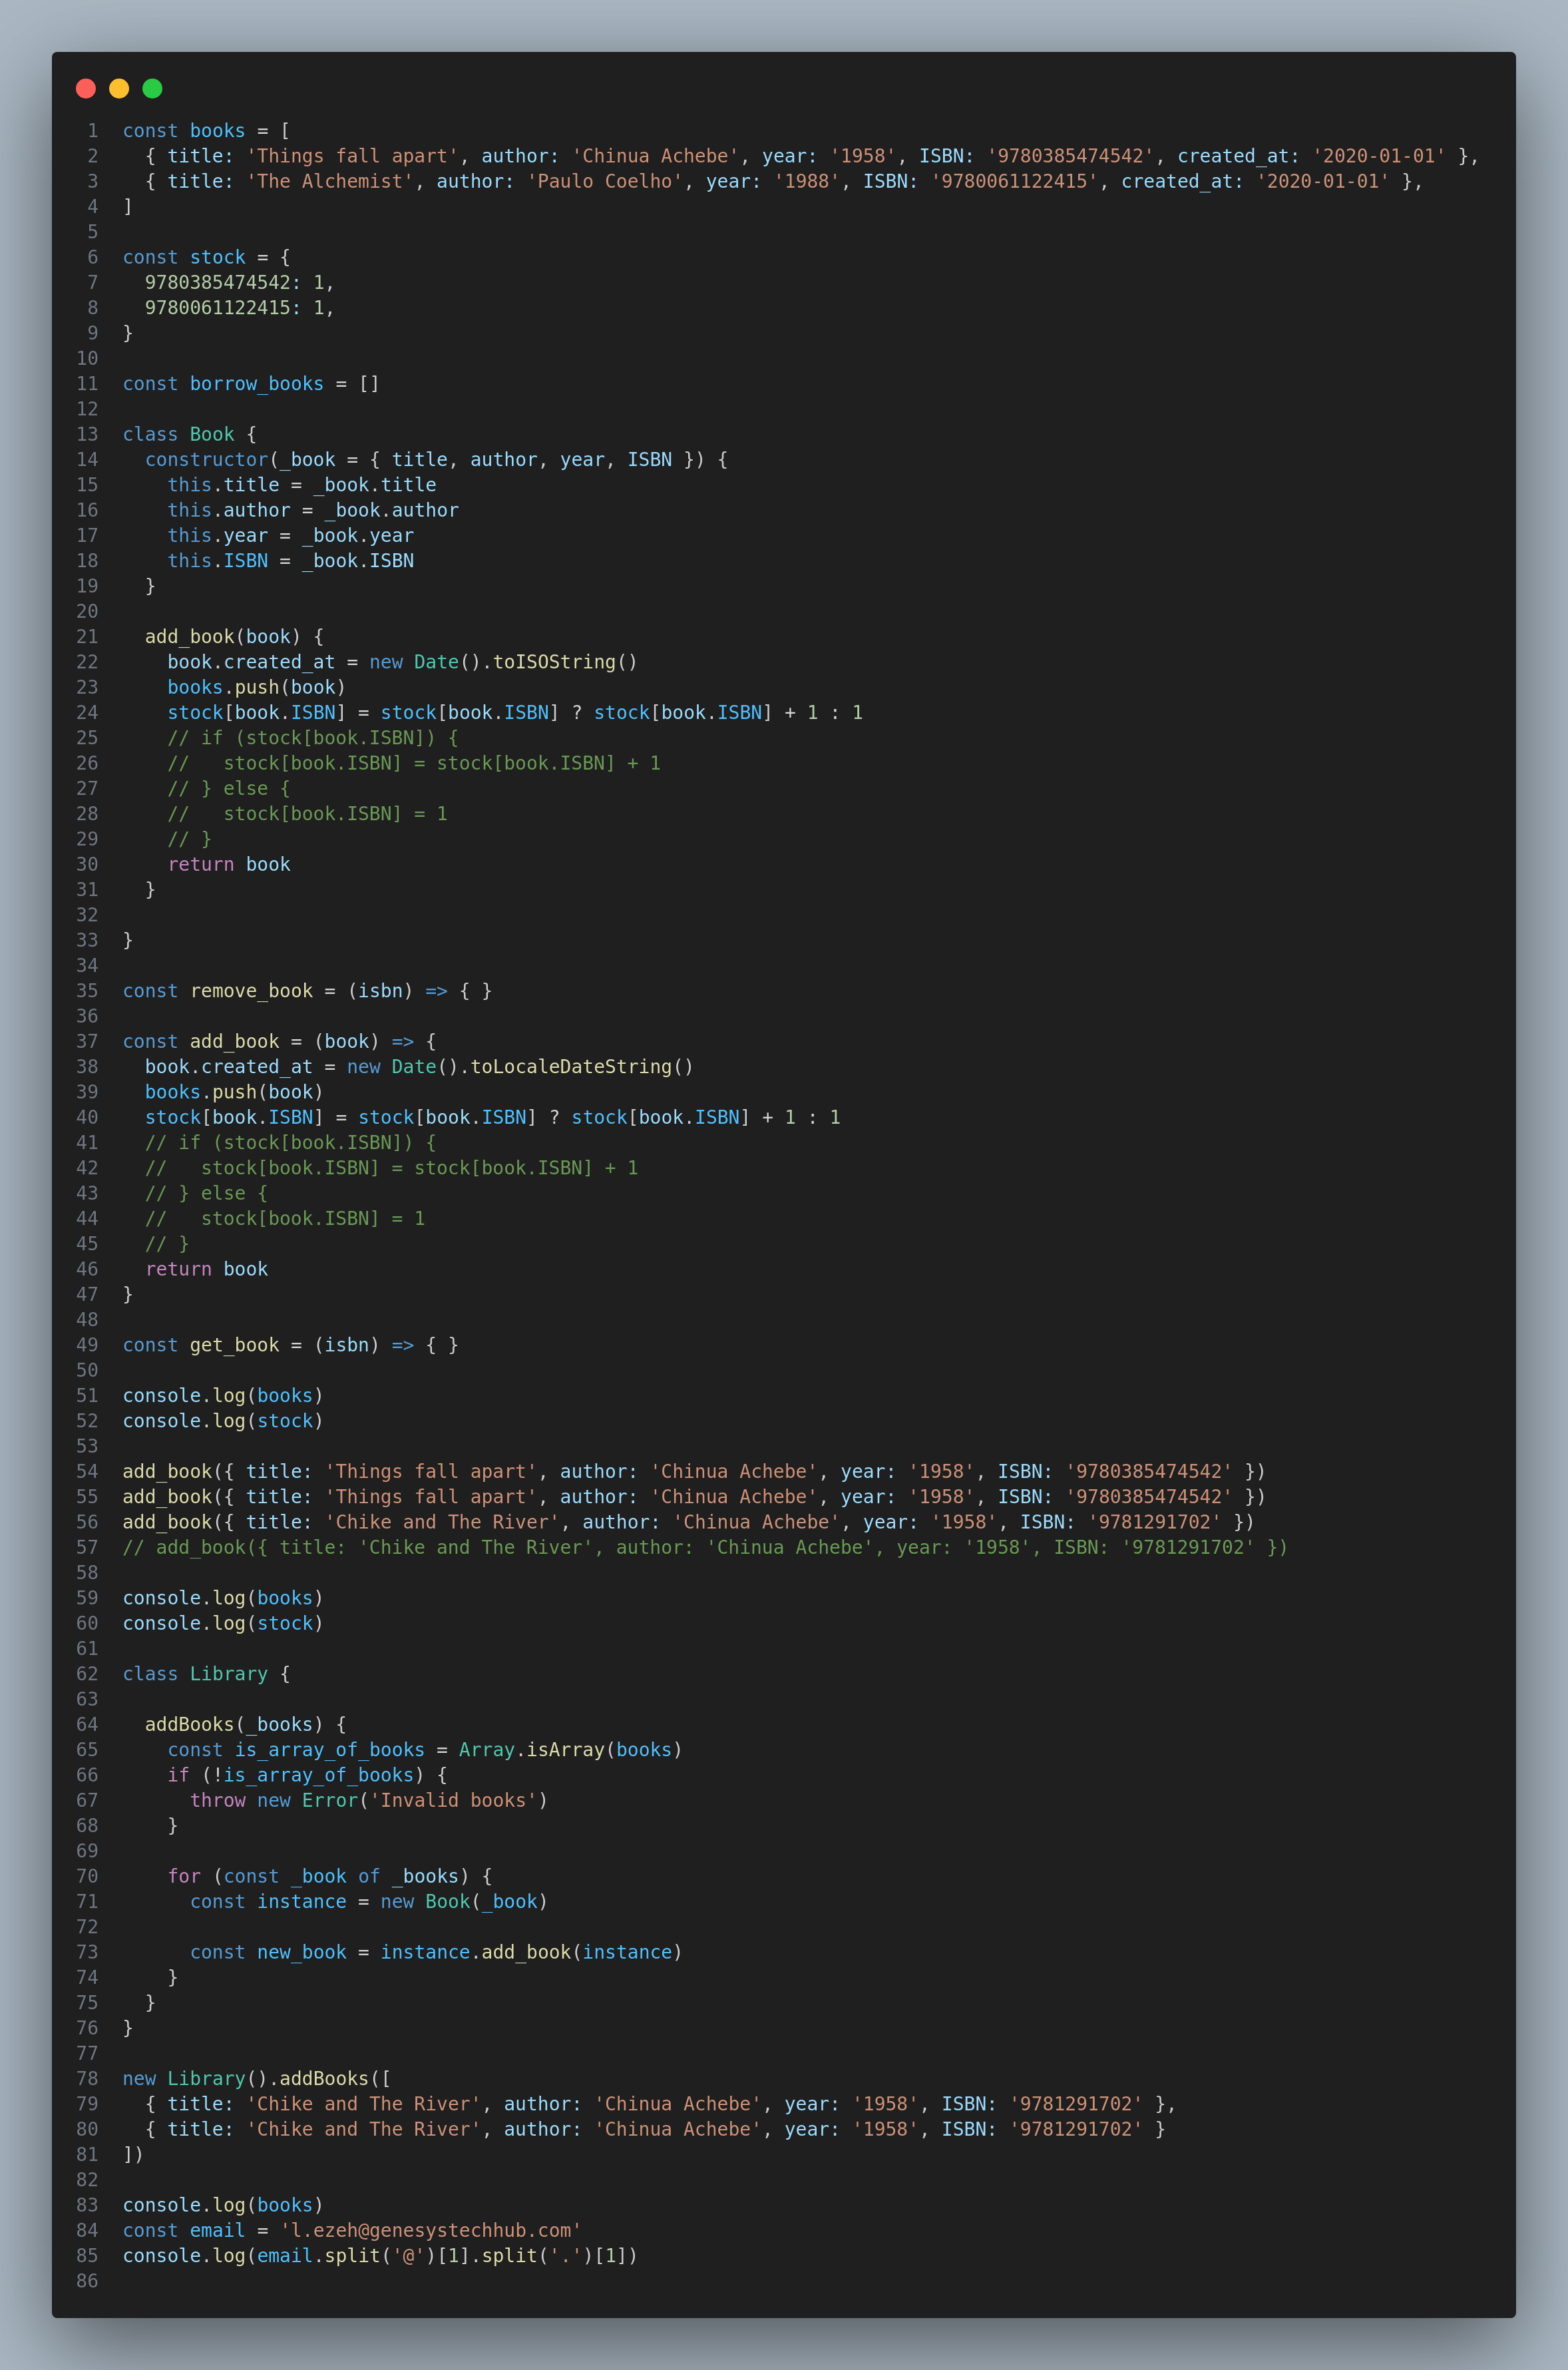 1 const books = [
2   { title: 'Things fall apart', author: 'Chinua Achebe', year: '1958', ISBN: '9780385474542', created_at: '2020-01-01' },
3   { title: 'The Alchemist', author: 'Paulo Coelho', year: '1988', ISBN: '9780061122415', created_at: '2020-01-01' },
4 ]
5
6 const stock = {
7   9780385474542: 1,
8   9780061122415: 1,
9 }
10
11 const borrow_books = []
12
13 class Book {
14   constructor(_book = { title, author, year, ISBN }) {
15     this.title = _book.title
16     this.author = _book.author
17     this.year = _book.year
18     this.ISBN = _book.ISBN
19   }
20
21   add_book(book) {
22     book.created_at = new Date().toISOString()
23     books.push(book)
24     stock[book.ISBN] = stock[book.ISBN] ? stock[book.ISBN] + 1 : 1
25     // if (stock[book.ISBN]) {
26     //   stock[book.ISBN] = stock[book.ISBN] + 1
27     // } else {
28     //   stock[book.ISBN] = 1
29     // }
30     return book
31   }
32
33 }
34
35 const remove_book = (isbn) => { }
36
37 const add_book = (book) => {
38   book.created_at = new Date().toLocaleDateString()
39   books.push(book)
40   stock[book.ISBN] = stock[book.ISBN] ? stock[book.ISBN] + 1 : 1
41   // if (stock[book.ISBN]) {
42   //   stock[book.ISBN] = stock[book.ISBN] + 1
43   // } else {
44   //   stock[book.ISBN] = 1
45   // }
46   return book
47 }
48
49 const get_book = (isbn) => { }
50
51 console.log(books)
52 console.log(stock)
53
54 add_book({ title: 'Things fall apart', author: 'Chinua Achebe', year: '1958', ISBN: '9780385474542' })
55 add_book({ title: 'Things fall apart', author: 'Chinua Achebe', year: '1958', ISBN: '9780385474542' })
56 add_book({ title: 'Chike and The River', author: 'Chinua Achebe', year: '1958', ISBN: '9781291702' })
57 // add_book({ title: 'Chike and The River', author: 'Chinua Achebe', year: '1958', ISBN: '9781291702' })
58
59 console.log(books)
60 console.log(stock)
61
62 class Library {
63
64   addBooks(_books) {
65     const is_array_of_books = Array.isArray(books)
66     if (!is_array_of_books) {
67       throw new Error('Invalid books')
68     }
69
70     for (const _book of _books) {
71       const instance = new Book(_book)
72
73       const new_book = instance.add_book(instance)
74     }
75   }
76 }
77
78 new Library().addBooks([
79   { title: 'Chike and The River', author: 'Chinua Achebe', year: '1958', ISBN: '9781291702' },
80   { title: 'Chike and The River', author: 'Chinua Achebe', year: '1958', ISBN: '9781291702' }
81 ])
82
83 console.log(books)
84 const email = 'l.ezeh@genesystechhub.com'
85 console.log(email.split('@')[1].split('.')[1])
86